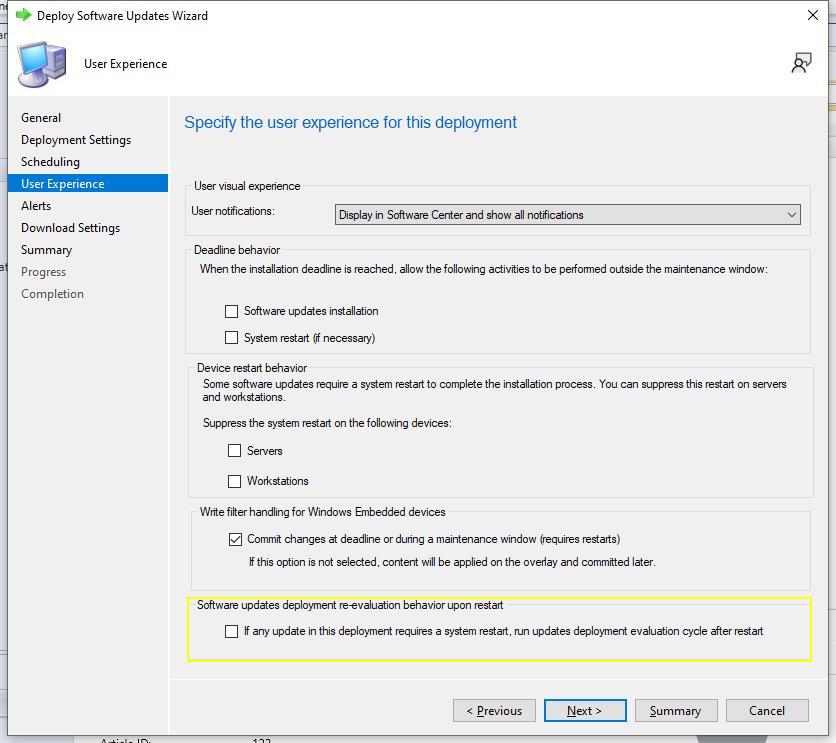 Deploy Software Updates Wizard
User Experience
General
Deployment Settings
Scheduling
User Experience
Alerts
Download Settings
Summary
Progress
Completion
Specify the user experience for this deployment
User visual experience
User notifications:
Display in Software Center and show all notifications
Deadline behavior
When the installation deadline is reached, allow the following activities to be performed outside the maintenance window:
Software updates installation
System restart (if necessary)
Device restart behavior
Some software updates require a system restart to complete the installation process. You can suppress this restart on servers
and workstations.
Suppress the system restart on the following devices:
Servers
Workstations
Write filter handling for Windows Embedded devices
Commit changes at deadline or during a maintenance window (requires restarts)
If this option is not selected, content will be applied on the overlay and committed later.
Software updates deployment re-evaluation behavior upon restart
If any update in this deployment requires a system restart, run updates deployment evaluation cycle after restart
< Previous
Next >
Summary
Cancel